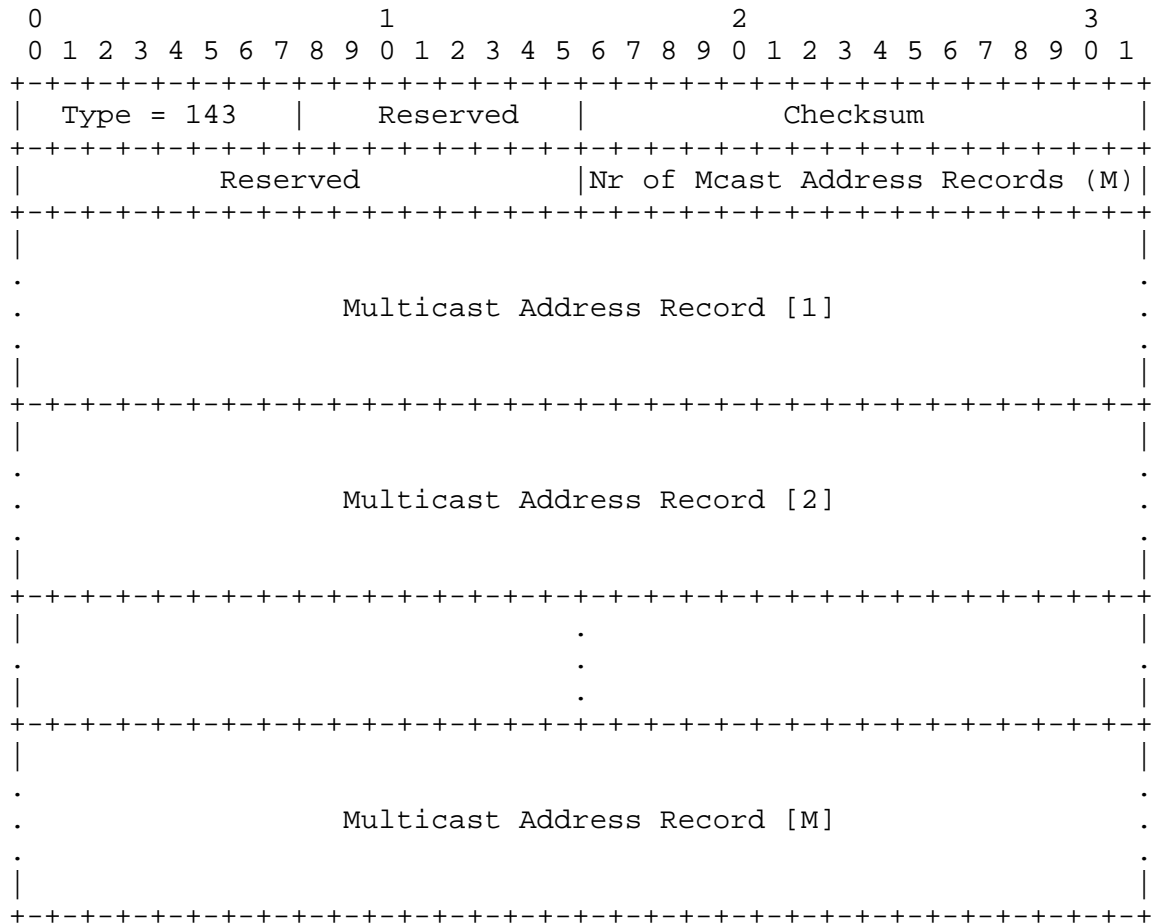 0                   1                   2                   3
 0 1 2 3 4 5 6 7 8 9 0 1 2 3 4 5 6 7 8 9 0 1 2 3 4 5 6 7 8 9 0 1
+-+-+-+-+-+-+-+-+-+-+-+-+-+-+-+-+-+-+-+-+-+-+-+-+-+-+-+-+-+-+-+-+
|  Type = 143   |    Reserved   |           Checksum            |
+-+-+-+-+-+-+-+-+-+-+-+-+-+-+-+-+-+-+-+-+-+-+-+-+-+-+-+-+-+-+-+-+
|           Reserved            |Nr of Mcast Address Records (M)|
+-+-+-+-+-+-+-+-+-+-+-+-+-+-+-+-+-+-+-+-+-+-+-+-+-+-+-+-+-+-+-+-+
|                                                               |
.                                                               .
.                  Multicast Address Record [1]                 .
.                                                               .
|                                                               |
+-+-+-+-+-+-+-+-+-+-+-+-+-+-+-+-+-+-+-+-+-+-+-+-+-+-+-+-+-+-+-+-+
|                                                               |
.                                                               .
.                  Multicast Address Record [2]                 .
.                                                               .
|                                                               |
+-+-+-+-+-+-+-+-+-+-+-+-+-+-+-+-+-+-+-+-+-+-+-+-+-+-+-+-+-+-+-+-+
|                               .                               |
.                               .                               .
|                               .                               |
+-+-+-+-+-+-+-+-+-+-+-+-+-+-+-+-+-+-+-+-+-+-+-+-+-+-+-+-+-+-+-+-+
|                                                               |
.                                                               .
.                  Multicast Address Record [M]                 .
.                                                               .
|                                                               |
+-+-+-+-+-+-+-+-+-+-+-+-+-+-+-+-+-+-+-+-+-+-+-+-+-+-+-+-+-+-+-+-+